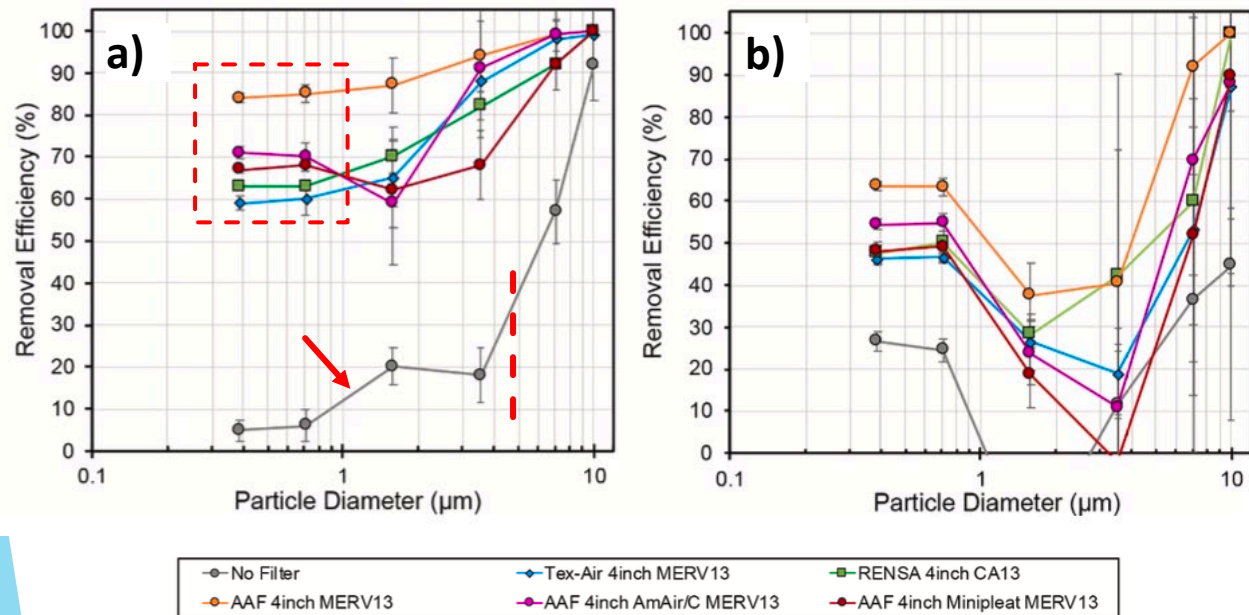 a)
Removal Efficiency (%)
100
90
80
70
60
50
40
30
20
10
0
0.1
1
10
Particle Diameter (µm)
b)
Removal Efficiency (%)
100
90
80
70
60
50
40
30
20
10
0
0.1
1
10
Particle Diameter (µm)
No Filter
Tex-Air 4inch MERV13
RENSA 4inch CA13
AAF 4inch MERV13
AAF 4inch AmAir/C MERV13
AAF 4inch Minipleat MERV13